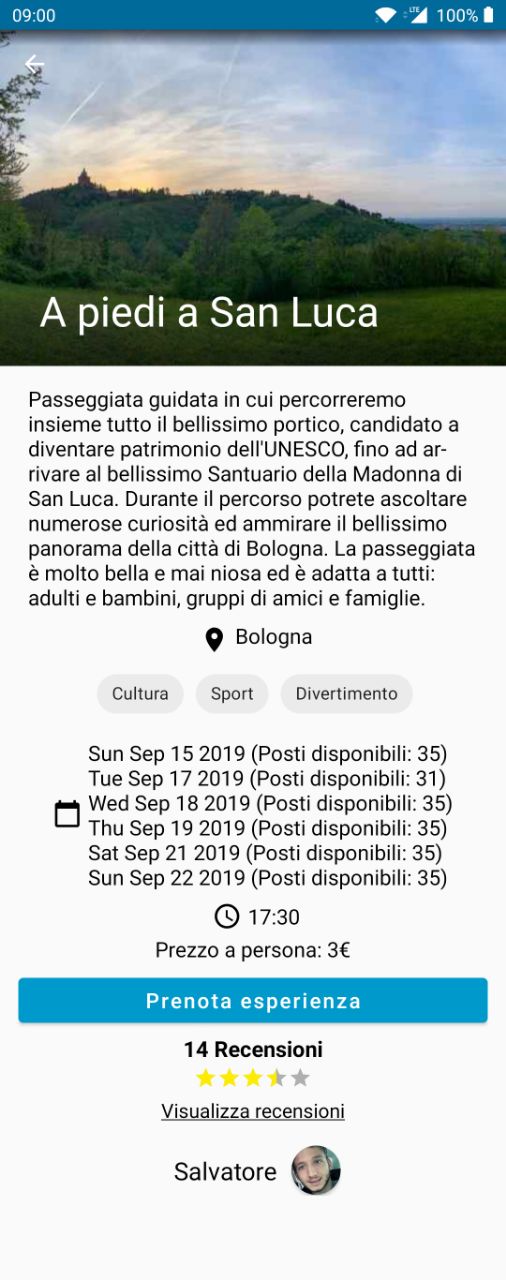 09:00
LTE
100%
A piedi a San Luca
Passeggiata guidata in cui percorreremo
insieme tutto il bellissimo portico, candidato a
diventare patrimonio dell'UNESCO, fino ad ar-
rivare al bellissimo Santuario della Madonna di
San Luca. Durante il percorso potrete ascoltare
numerose curiosità ed ammirare il bellissimo
panorama della città di Bologna. La passeggiata
è molto bella e mai niosa ed è adatta a tutti:
adulti e bambini, gruppi di amici e famiglie.
Bologna
Cultura Sport Divertimento
Sun Sep 15 2019 (Posti disponibili: 35)
Tue Sep 17 2019 (Posti disponibili: 31)
Wed Sep 18 2019 (Posti disponibili: 35)
Thu Sep 19 2019 (Posti disponibili: 35)
Sat Sep 21 2019 (Posti disponibili: 35)
Sun Sep 22 2019 (Posti disponibili: 35)
17:30
Prezzo a persona: 3€
Prenota esperienza
14 Recensioni
Visualizza recensioni
Salvatore